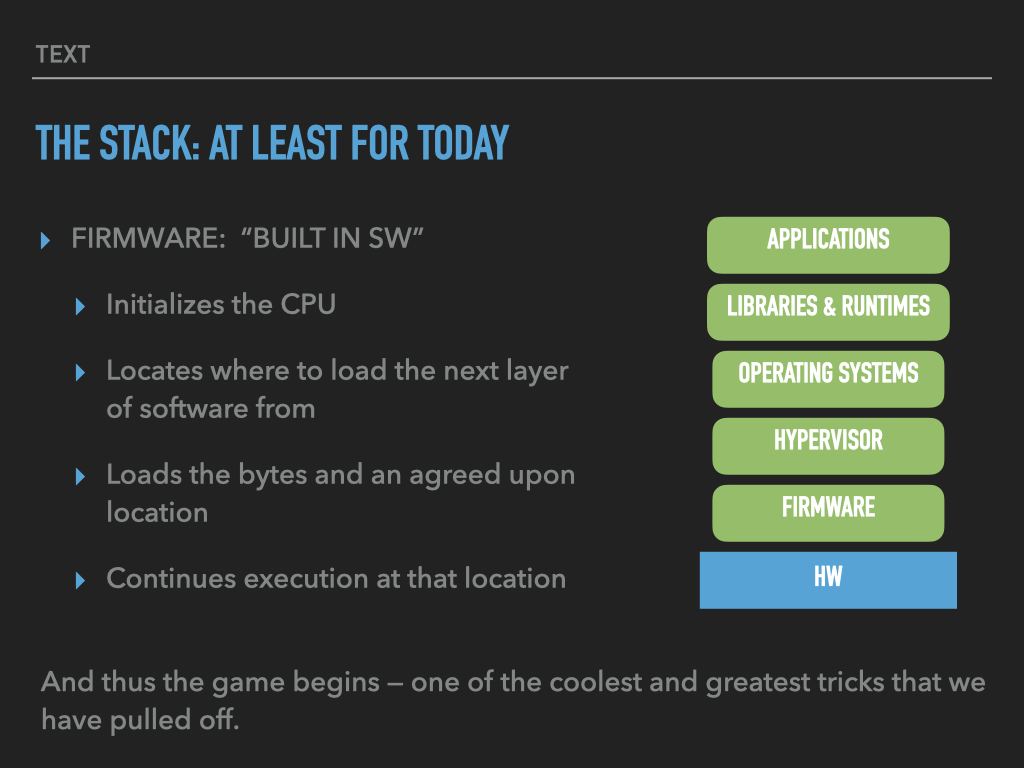 TEXT
THE STACK: AT LEAST FOR TODAY
FIRMWARE: “BUILT IN SW”
Initializes the CPU
Locates where to load the next layer
of software from
Loads the bytes and an agreed upon
location
Continues execution at that location
APPLICATIONS
LIBRARIES & RUNTIMES
OPERATING SYSTEMS
HYPERVISOR
FIRMWARE
HW
And thus the game begins – one of the coolest and greatest tricks that we
have pulled off.